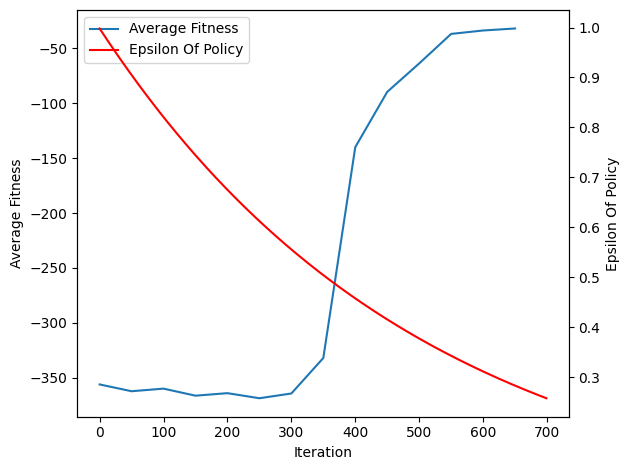 Average Fitness
Epsilon Of Policy
−50
−100
−150
−200
−250
−300
−350
Average Fitness
1.0
0.9
0.8
0.7
0.6
0.5
0.4
0.3
Epsilon Of Policy
0 100 200 300 400 500 600 700
Iteration